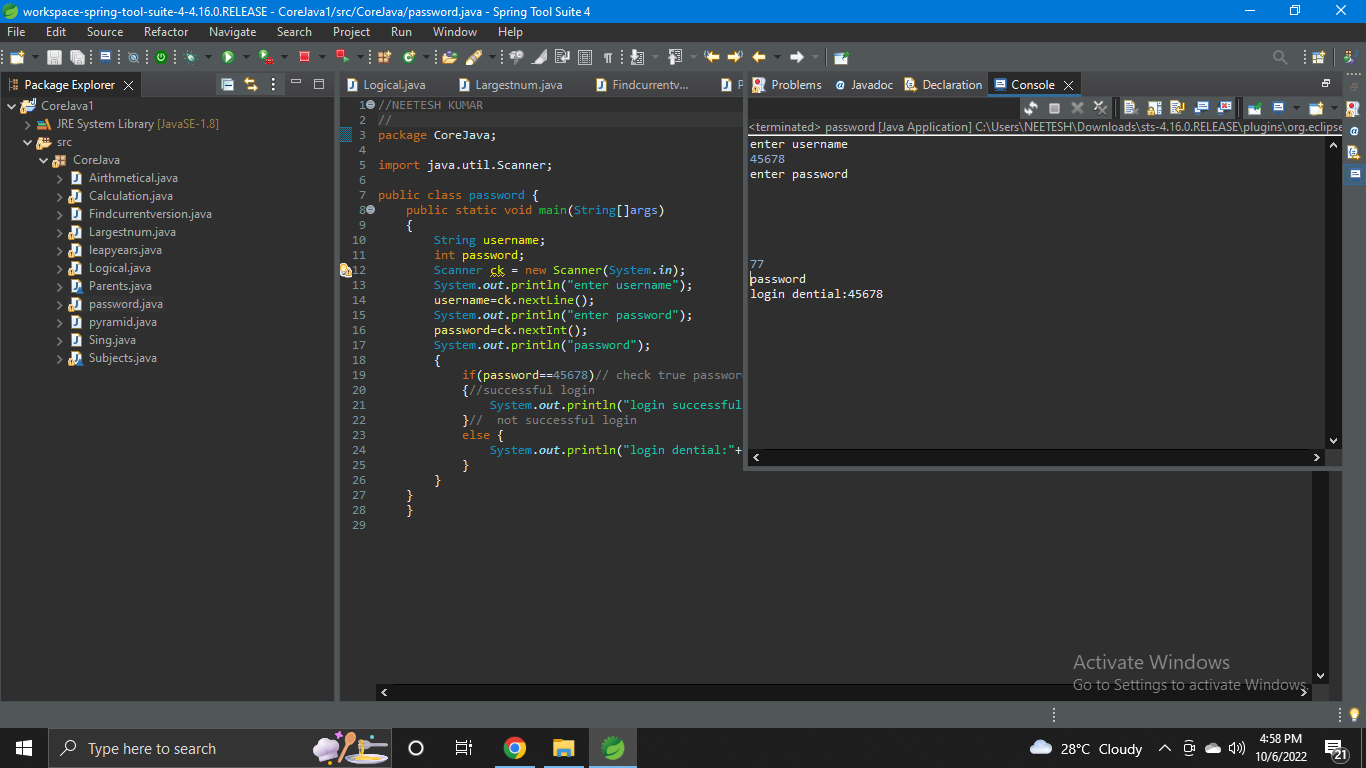 workspace-spring-tool-suite-4-4.16.0.RELEASE - CoreJava1/src/CoreJava/password.java - Spring Tool Suite 4
File Edit Source Refactor Navigate Search Project Run Window Help
Package Explorer
CoreJava1
JRE System Library [JavaSE-1.8]
src
CoreJava
Airthmetical.java
Calculation.java
Findcurrentversion.java
Largestnum.java
leapyears.java
Logical.java
Parents.java
password.java
pyramid.java
Sing.java
Subjects.java
Logical.java Largestnum.java Findcurrentv... P
1 //NEETESH KUMAR
2 //
3 package CoreJava;
4
5 import java.util.Scanner;
6
7 public class password {
8 public static void main(String[]args)
9 {
10 String username;
11 int password;
12 Scanner ck = new Scanner(System.in);
13 System.out.println("enter username");
14 username=ck.nextLine();
15 System.out.println("enter password");
16 password=ck.nextInt();
17 System.out.println("password");
18 {
19 if(password==45678)// check true passwor
20 {//successful login
21 System.out.println("login successful
22 }// not successful login
23 else {
24 System.out.println("login dential:"+
25 }
26 }
27 }
28 }
29
Problems @ Javadoc Declaration Console
<terminated> password [Java Application] C:\Users\NEETESH\Downloads\sts-4.16.0.RELEASE\plugins\org.eclipse
enter username
45678
enter password
77
password
login dential:45678
Activate Windows
Go to Settings to activate Windows.
Type here to search
28°C Cloudy
4:58 PM
10/6/2022
21